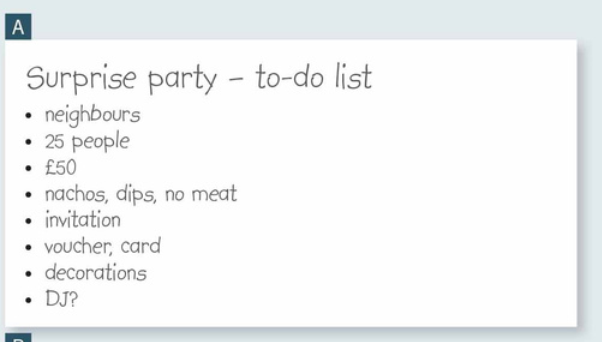 A
Surprise party – to-do list
• neighbours
• 25 people
• £50
• nachos, dips, no meat
• invitation
• voucher, card
• decorations
• DJ?